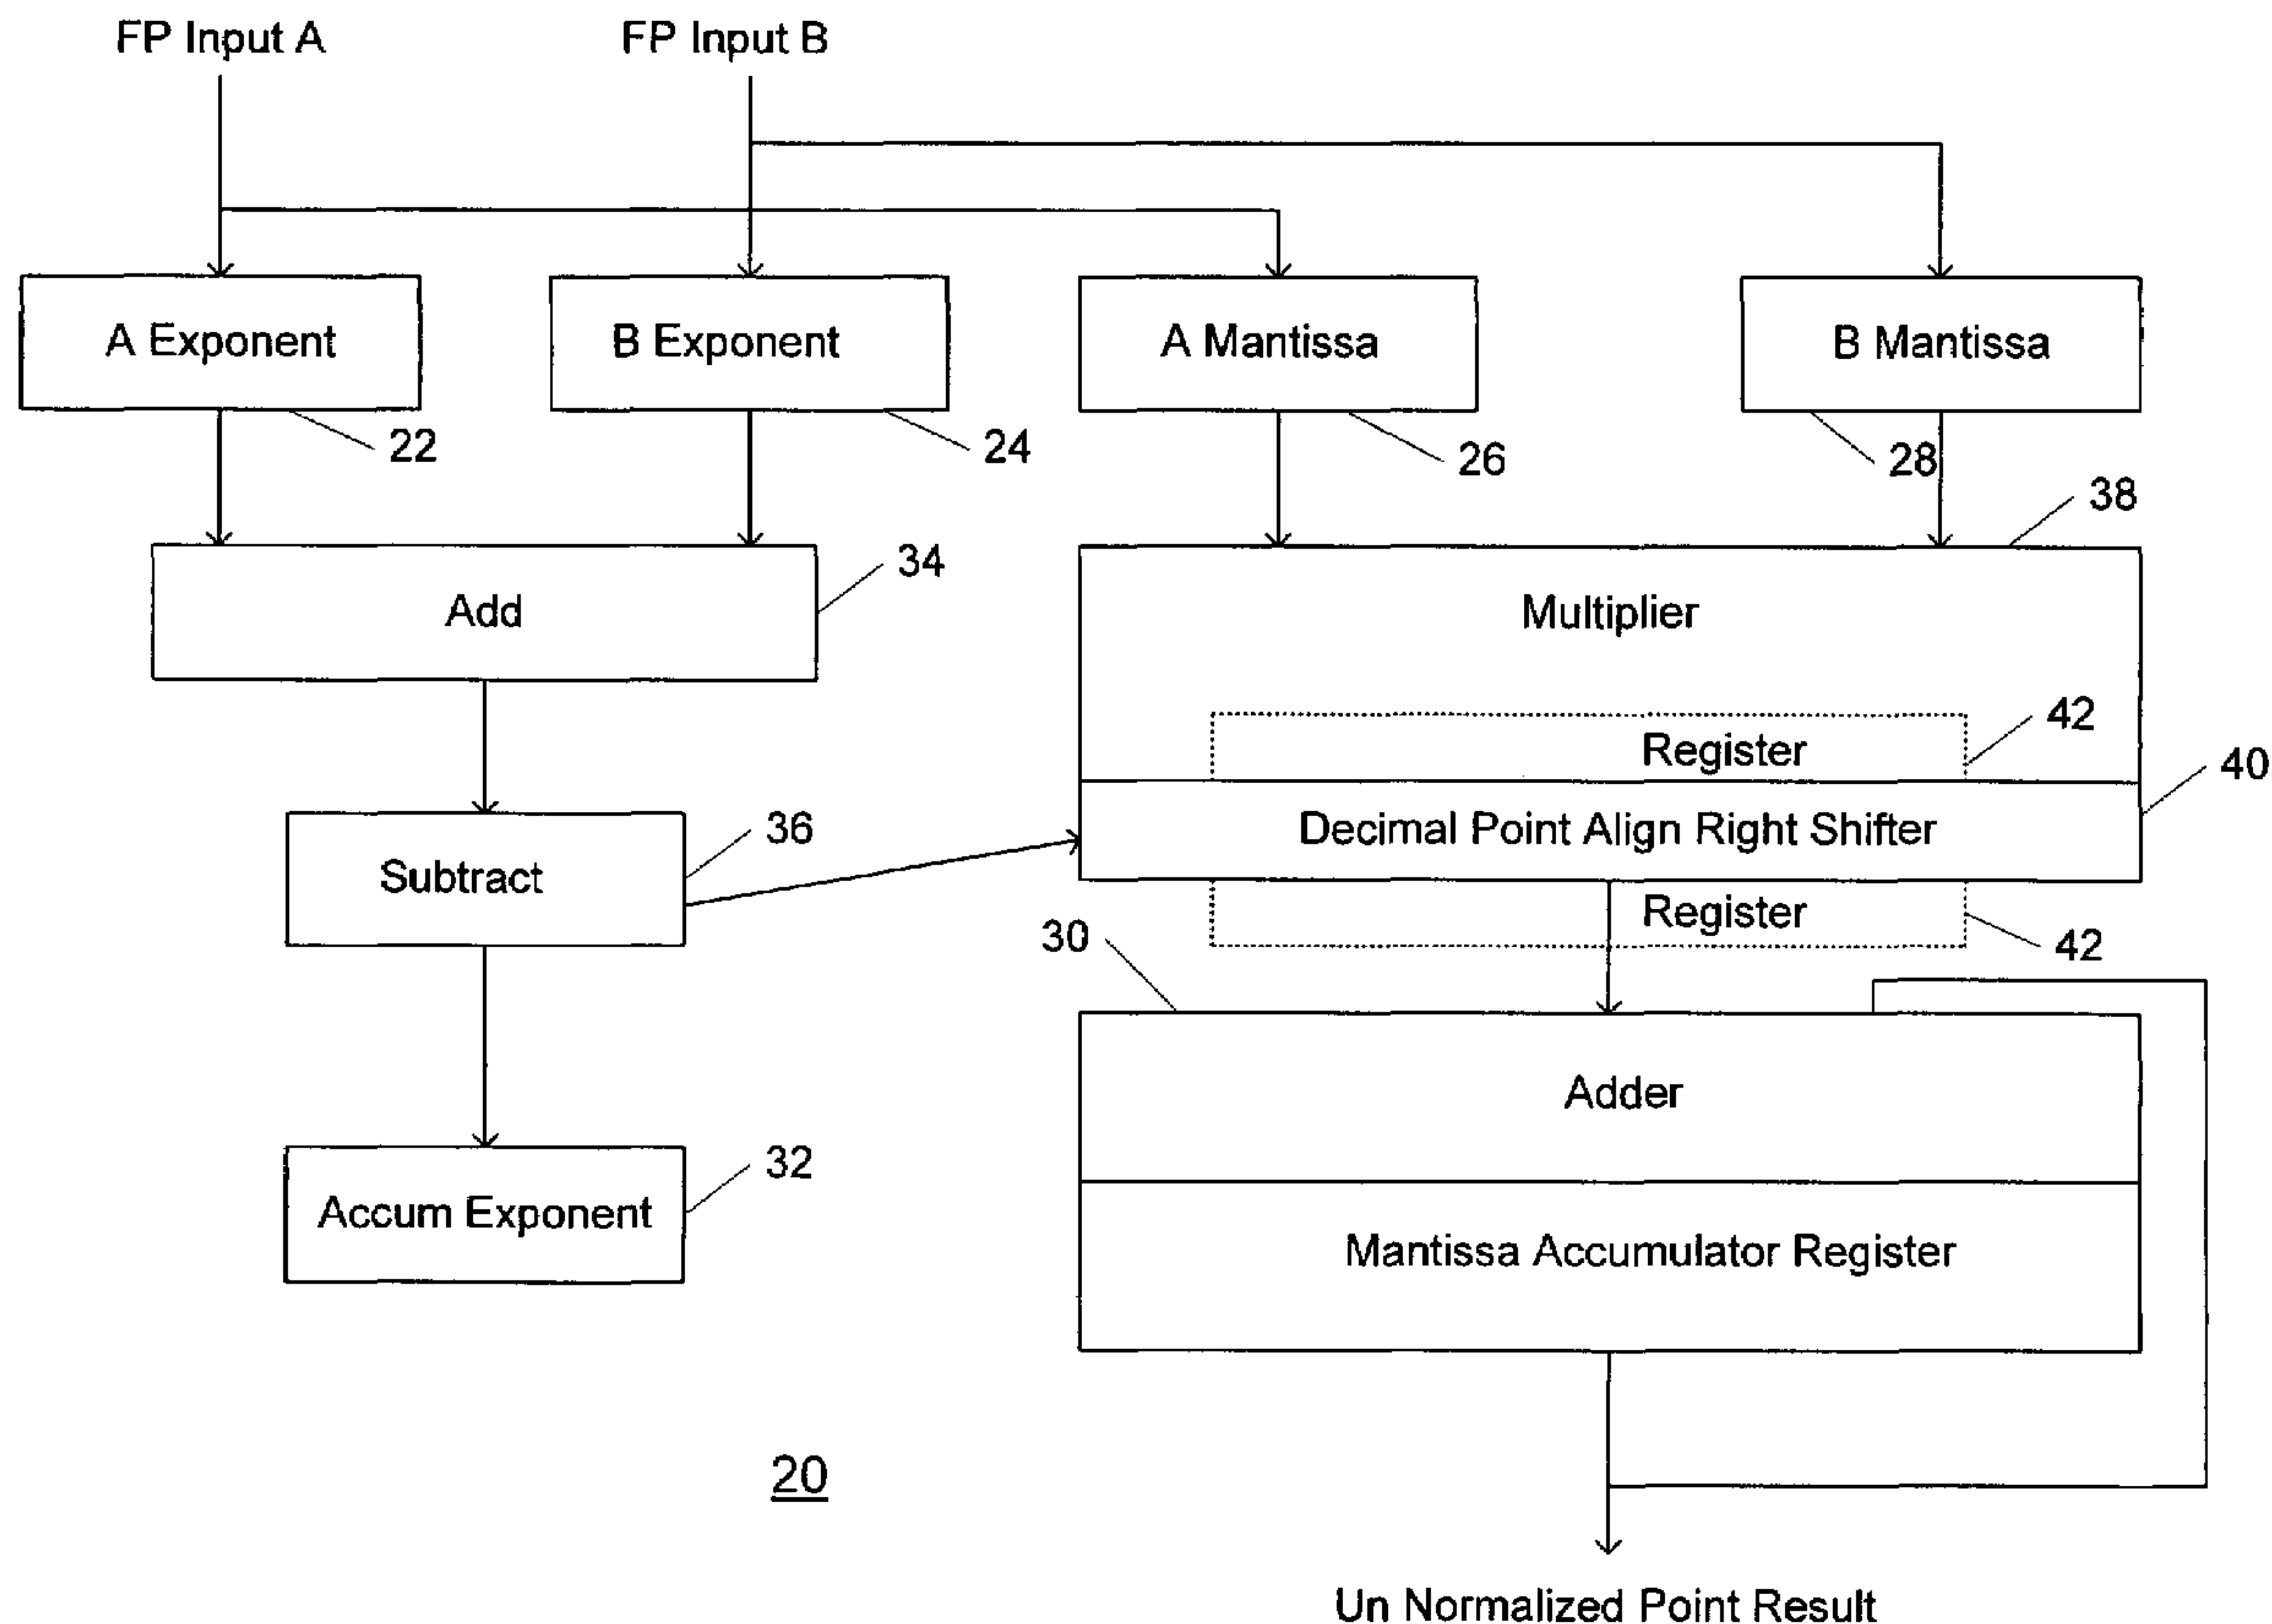 FP Input A
FP Input B
A Exponent
B Exponent
A Mantissa
B Mantissa
22
24
26
28
38
34
Add
Multiplier
42
Register
40
36
Decimal Point Align Right Shifter
Subtract
Register
30
42
Adder
32
Accum Exponent
Mantissa Accumulator Register
20
Un Normalized Point Result